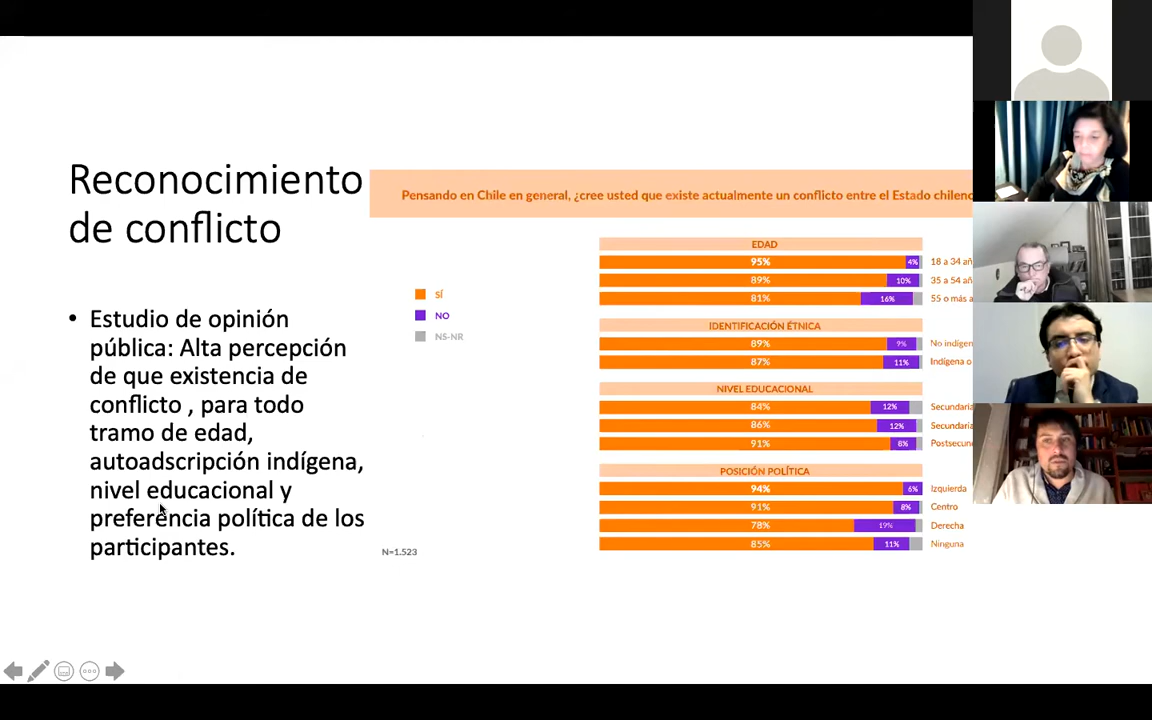 Reconocimiento
de conflicto
• Estudio de opinión
pública: Alta percepción
de que existencia de
conflicto , para todo
tramo de edad,
autoadscripción indígena,
nivel educacional y
preferencia política de los
participantes.
Pensando en Chile en general, ¿cree usted que existe actualmente un conflicto entre el Estado chileno
SÍ
NO
NS-NR
EDAD
95% 4% 18 a 34 añ
89% 10% 35 a 54 añ
81% 16% 55 o más a
IDENTIFICACIÓN ÉTNICA
89% 9% No indígen
87% 11% Indígena o
NIVEL EDUCACIONAL
84% 12% Secundaria
86% 12% Secundaria
91% 8% Postsecun
POSICIÓN POLÍTICA
94% 6% Izquierda
91% 8% Centro
78% 19% Derecha
85% 11% Ninguna
N=1.523